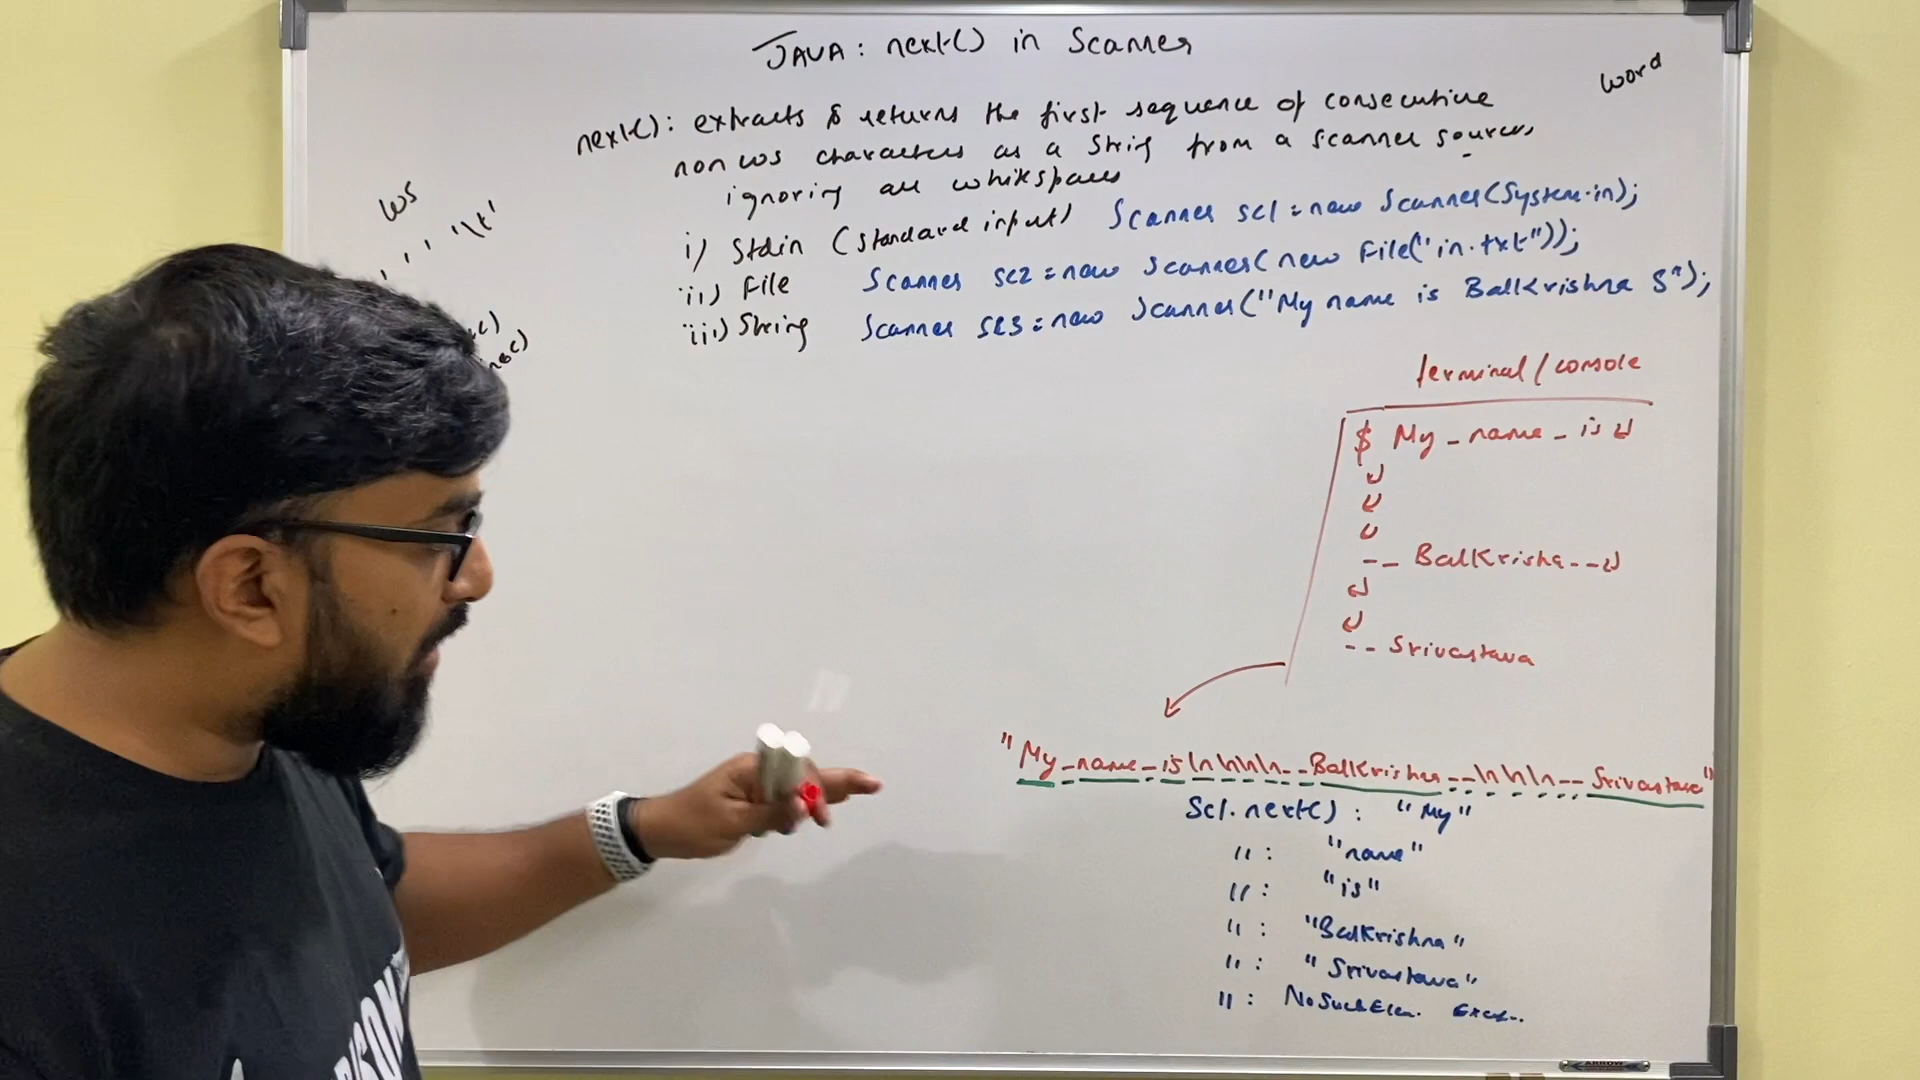 JAVA: next() in Scanner
word
next(): extracts & returns the first sequence of consecutive
non ws characters as a String from a scanner source,
ignoring all whitespaces
ws
' ' '\t'
i) Stdin (standard input) Scanner sc1 = new Scanner(System.in);
ii) File Scanner sc2 = new Scanner(new File("in.txt"));
iii) String Scanner sc3 = new Scanner("My name is BalKrishna S");
terminal/console
$ My_name_is↵
↵
↵
↵
__ BalKrishna__↵
↵
↵
-- Srivastava
"My_name_is\n\n\n\n__BalKrishna__\n\n\n__Srivastava"
Sc1.next() : "My"
" : "name"
" : "is"
" : "BalKrishna"
" : "Srivastava"
" : NoSuchElem. Excep..
ARROW